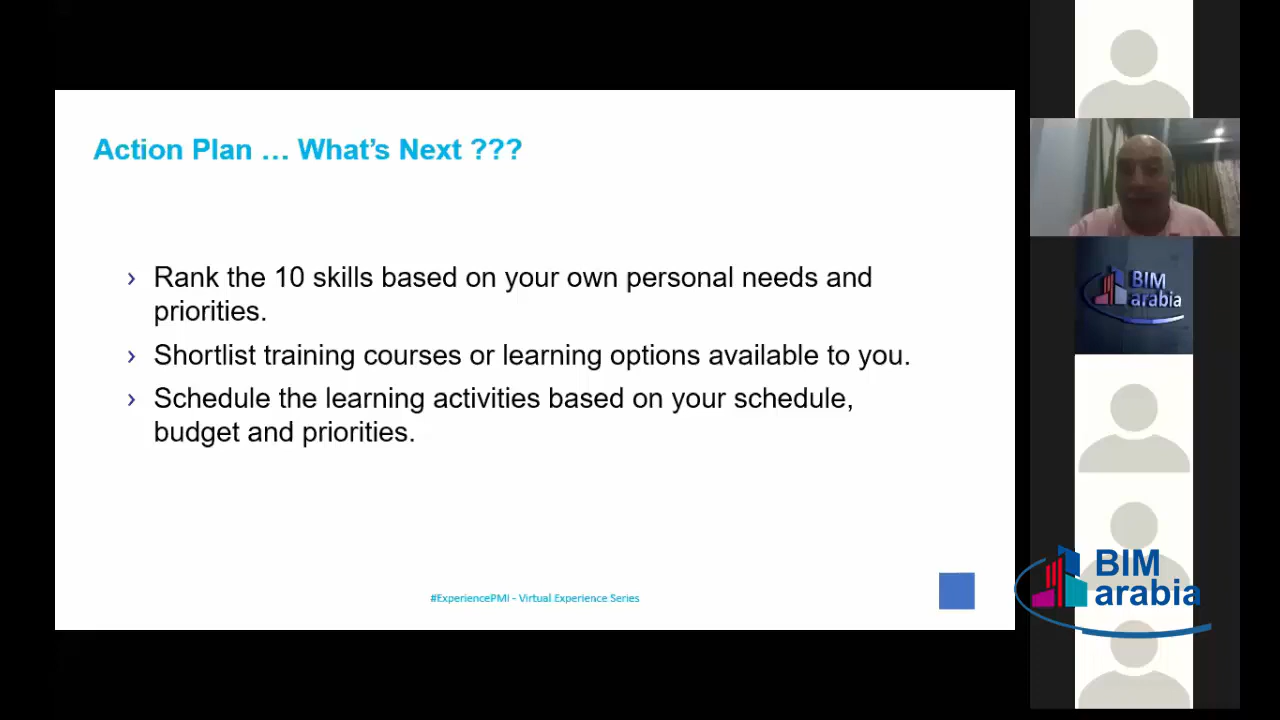 Action Plan … What's Next ???
› Rank the 10 skills based on your own personal needs and
priorities.
› Shortlist training courses or learning options available to you.
› Schedule the learning activities based on your schedule,
budget and priorities.
#ExperiencePMI - Virtual Experience Series
BIM
arabia
BIM
arabia